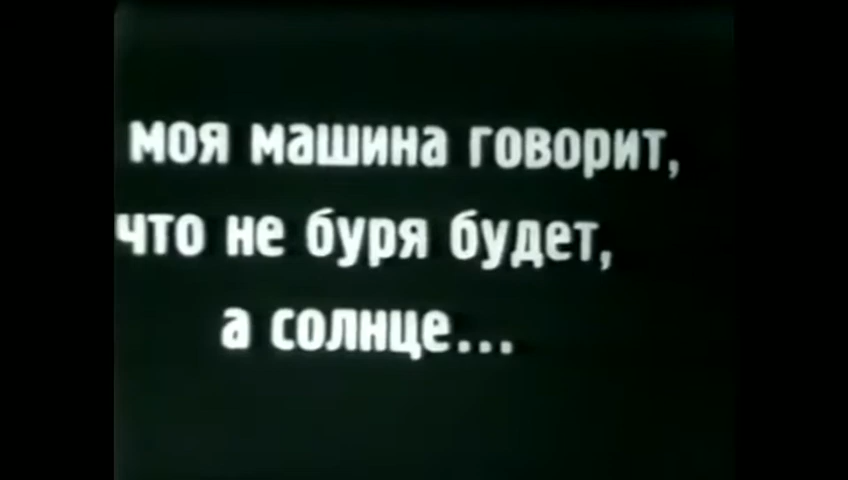 моя машина говорит,
что не буря будет,
а солнце...